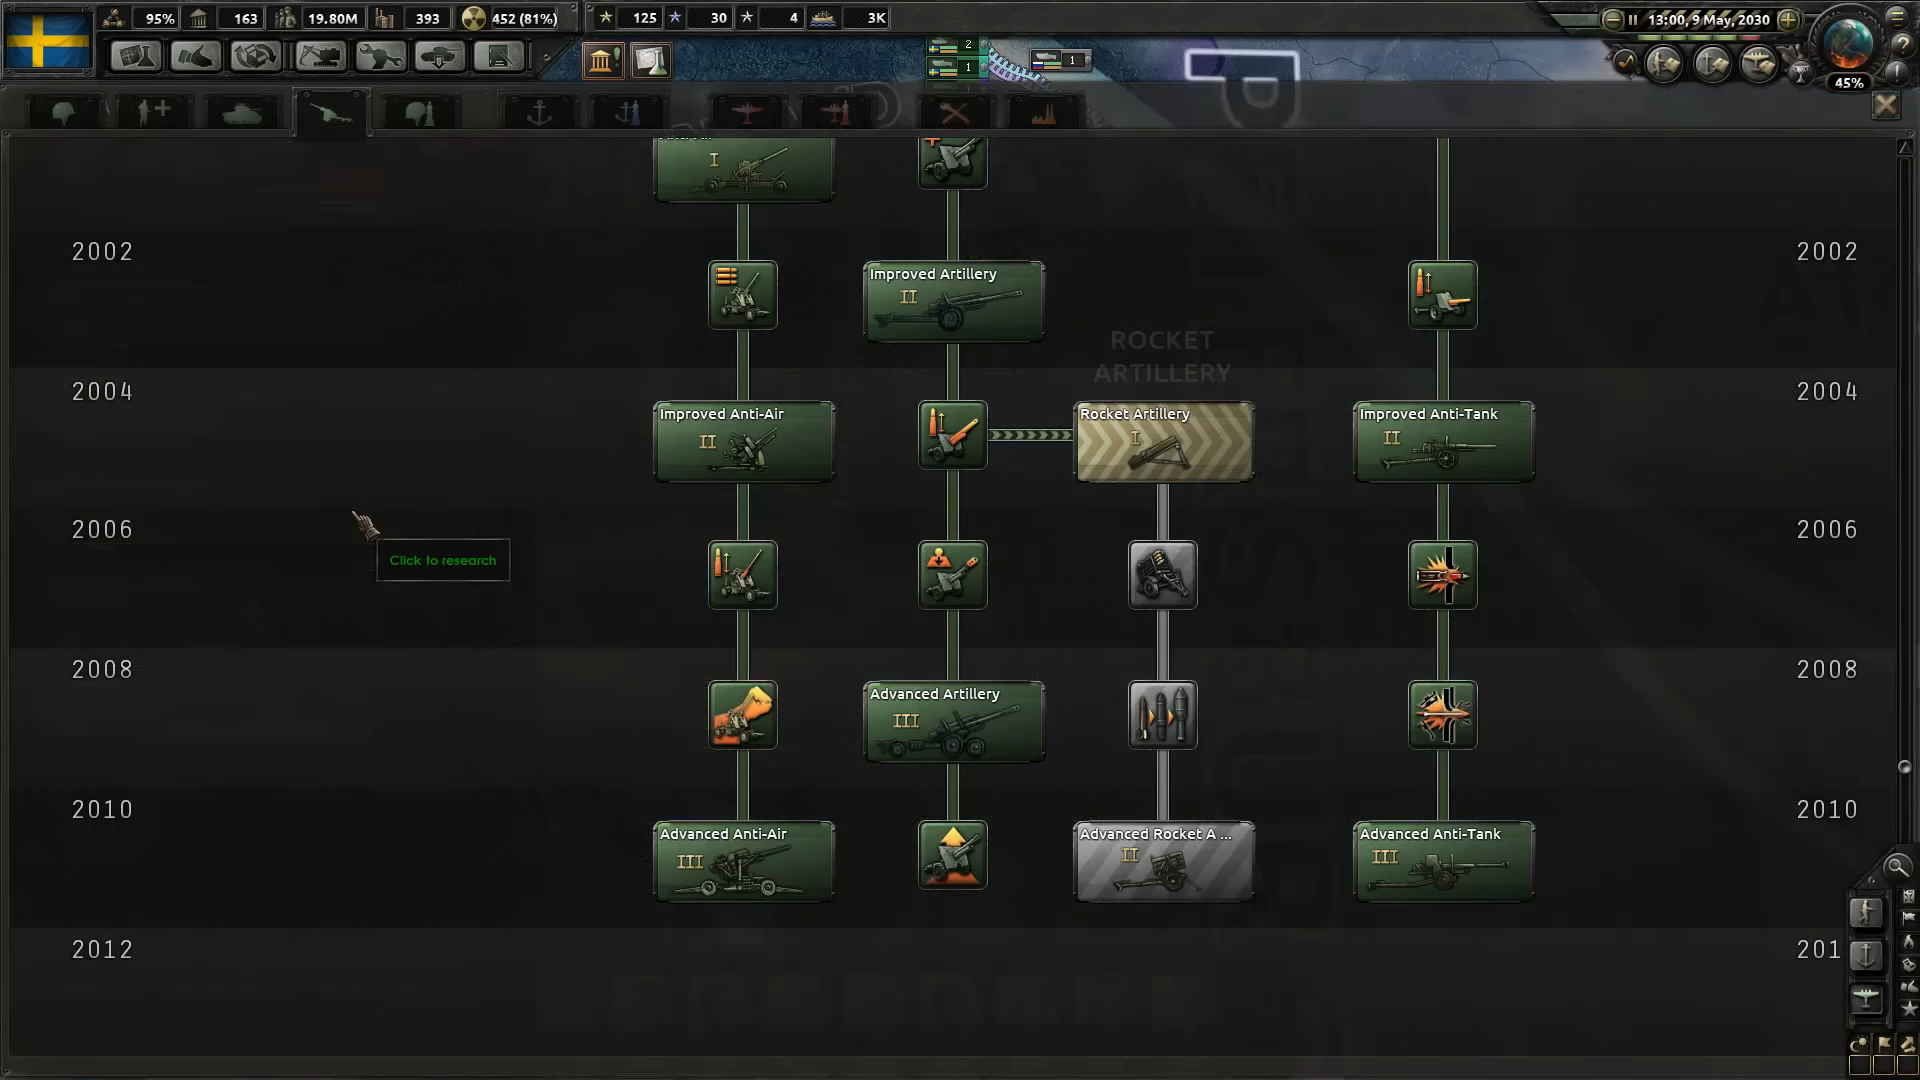 95% 163 19.80M 393 452 (81%) 125 30 4 3K
13:00, 9 May, 2030
2
1
1
45%
I
2002 2002
Improved Artillery
II
ROCKET
ARTILLERY
2004 2004
Improved Anti-Air
II
Rocket Artillery
I
Improved Anti-Tank
II
2006 2006
Click to research
2008 2008
Advanced Artillery
III
2010 2010
Advanced Anti-Air
III
Advanced Rocket A ...
II
Advanced Anti-Tank
III
2012 201